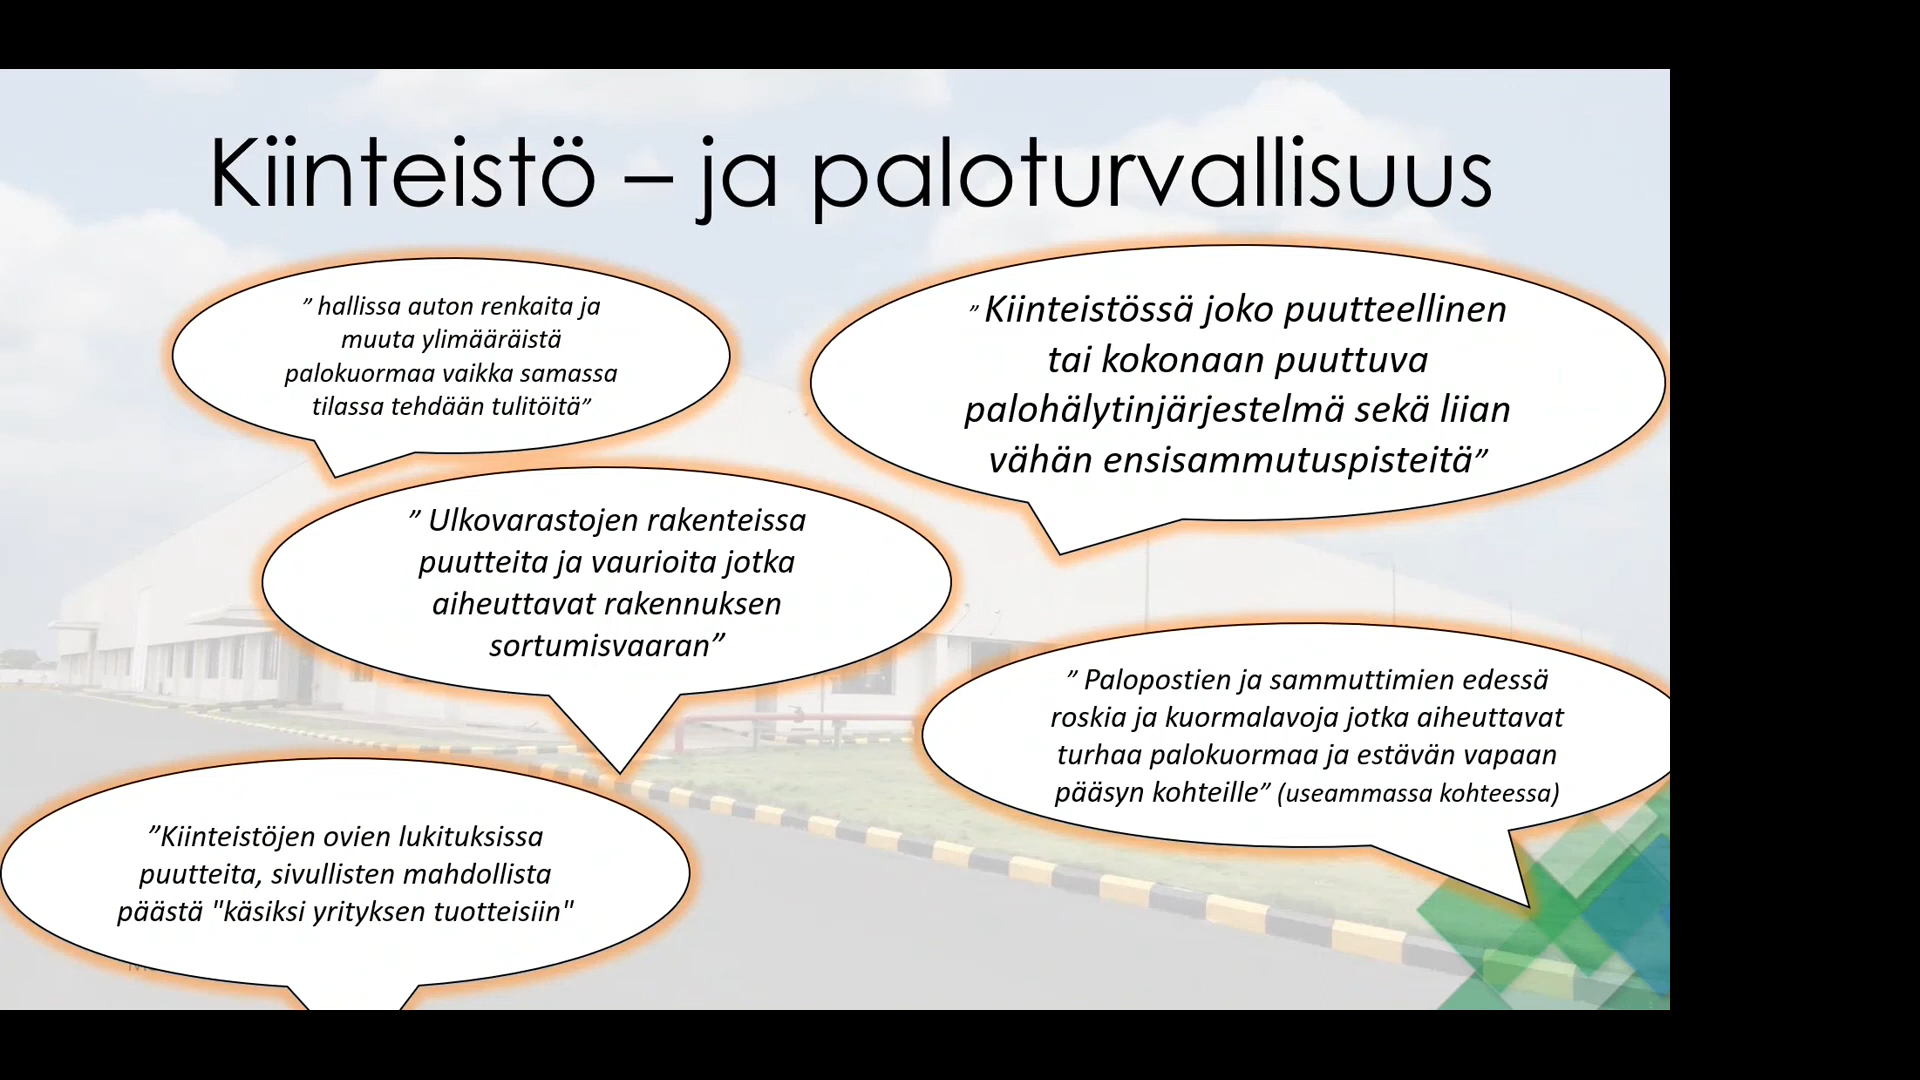 Kiinteistö – ja paloturvallisuus
” hallissa auton renkaita ja
muuta ylimääräistä
palokuormaa vaikka samassa
tilassa tehdään tulitöitä”
” Kiinteistössä joko puutteellinen
tai kokonaan puuttuva
palohälytinjärjestelmä sekä liian
vähän ensisammutuspisteitä”
” Ulkovarastojen rakenteissa
puutteita ja vaurioita jotka
aiheuttavat rakennuksen
sortumisvaaran”
” Palopostien ja sammuttimien edessä
roskia ja kuormalavoja jotka aiheuttavat
turhaa palokuormaa ja estävän vapaan
pääsyn kohteille” (useammassa kohteessa)
”Kiinteistöjen ovien lukituksissa
puutteita, sivullisten mahdollista
päästä "käsiksi yrityksen tuotteisiin"